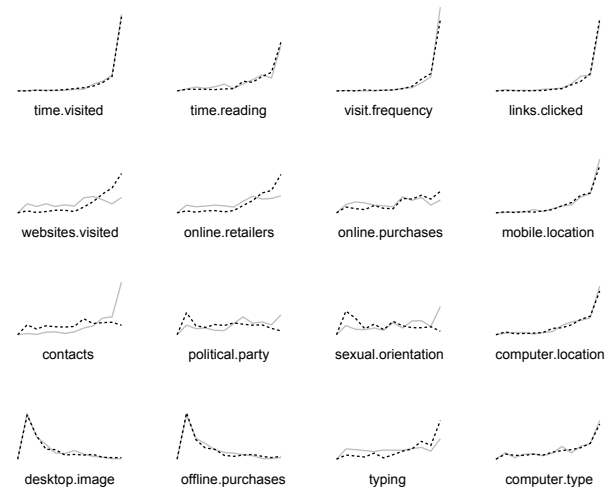 time.visited
time.reading
visit.frequency
links.clicked
websites.visited
online.retailers
online.purchases
mobile.location
contacts
political.party
sexual.orientation
computer.location
desktop.image
offline.purchases
typing
computer.type